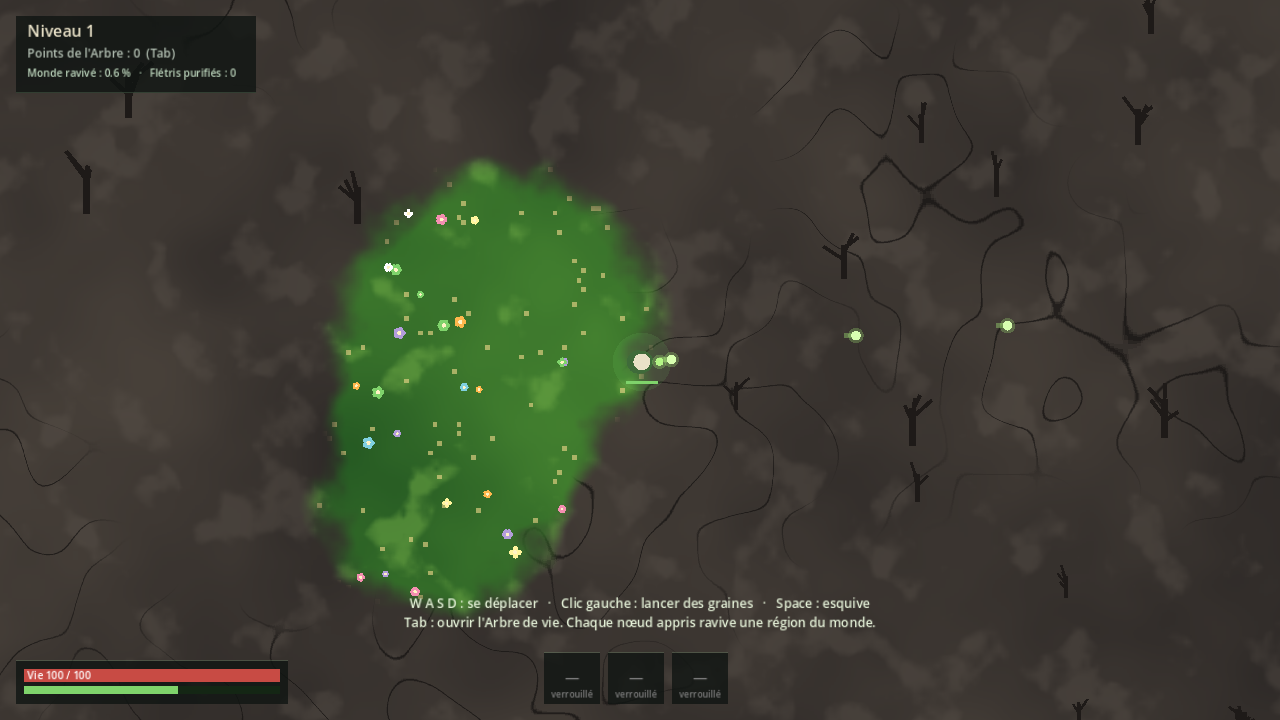 Niveau 1
Points de l'Arbre : 0 (Tab)
Monde ravivé : 0.6 % · Flétris purifiés : 0
W A S D : se déplacer · Clic gauche : lancer des graines · Space : esquive
Tab : ouvrir l'Arbre de vie. Chaque nœud appris ravive une région du monde.
Vie 100 / 100
— — —
verrouillé verrouillé verrouillé